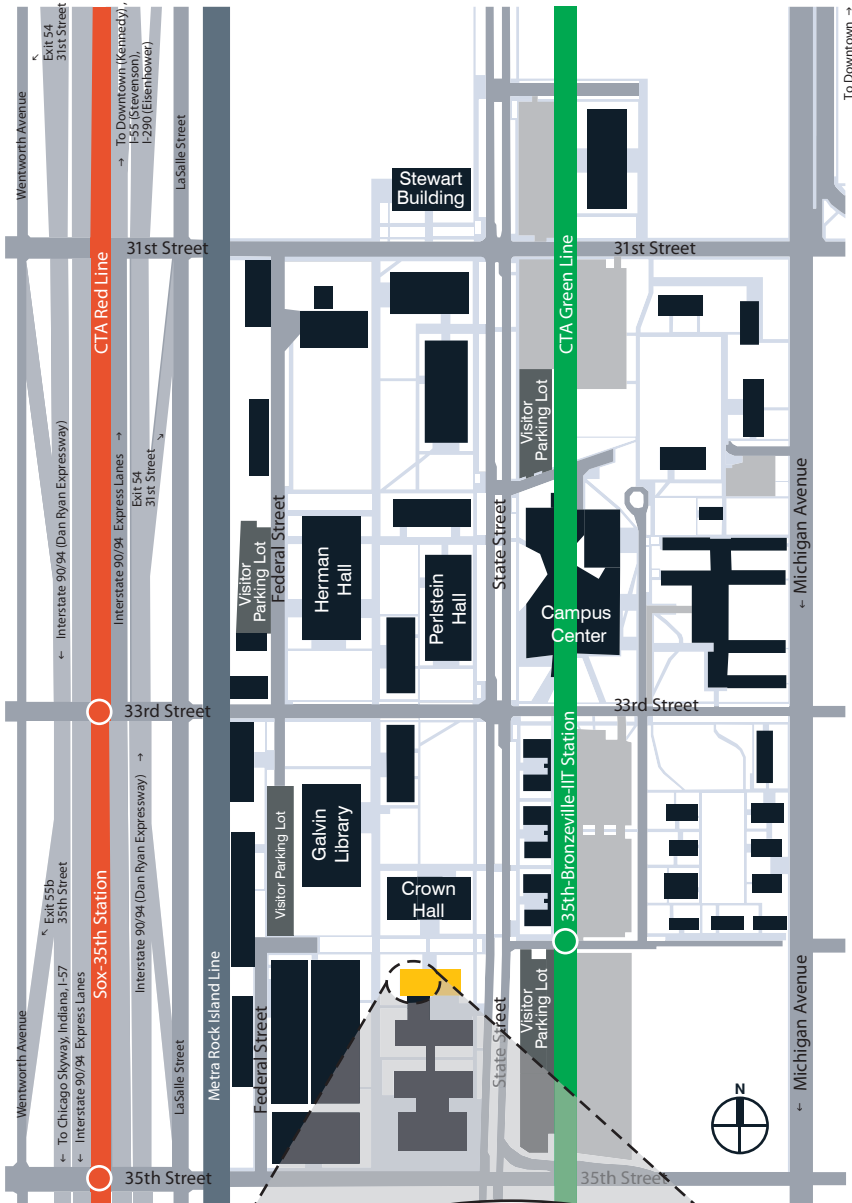 Exit 54
31st Street
To Downtown (Kennedy),
I-55 (Stevenson),
I-290 (Eisenhower)
To Downtown →
Wentworth Avenue
LaSalle Street
Stewart
Building
31st Street
31st Street
CTA Red Line
CTA Green Line
Visitor
Parking Lot
Interstate 90/94 (Dan Ryan Expressway)
Interstate 90/94 Express Lanes
Exit 54
31st Street
Federal Street
Visitor
Parking Lot
Herman
Hall
Perlstein
Hall
State Street
Campus
Center
← Michigan Avenue
33rd Street
33rd Street
Interstate 90/94 (Dan Ryan Expressway)
Visitor Parking Lot
Galvin
Library
Crown
Hall
35th-Bronzeville-IIT Station
Exit 55b
35th Street
Sox-35th Station
To Chicago Skyway, Indiana, I-57
Interstate 90/94 Express Lanes
Wentworth Avenue
LaSalle Street
Metra Rock Island Line
Federal Street
State Street
Visitor
Parking Lot
← Michigan Avenue
N
35th Street
35th Street